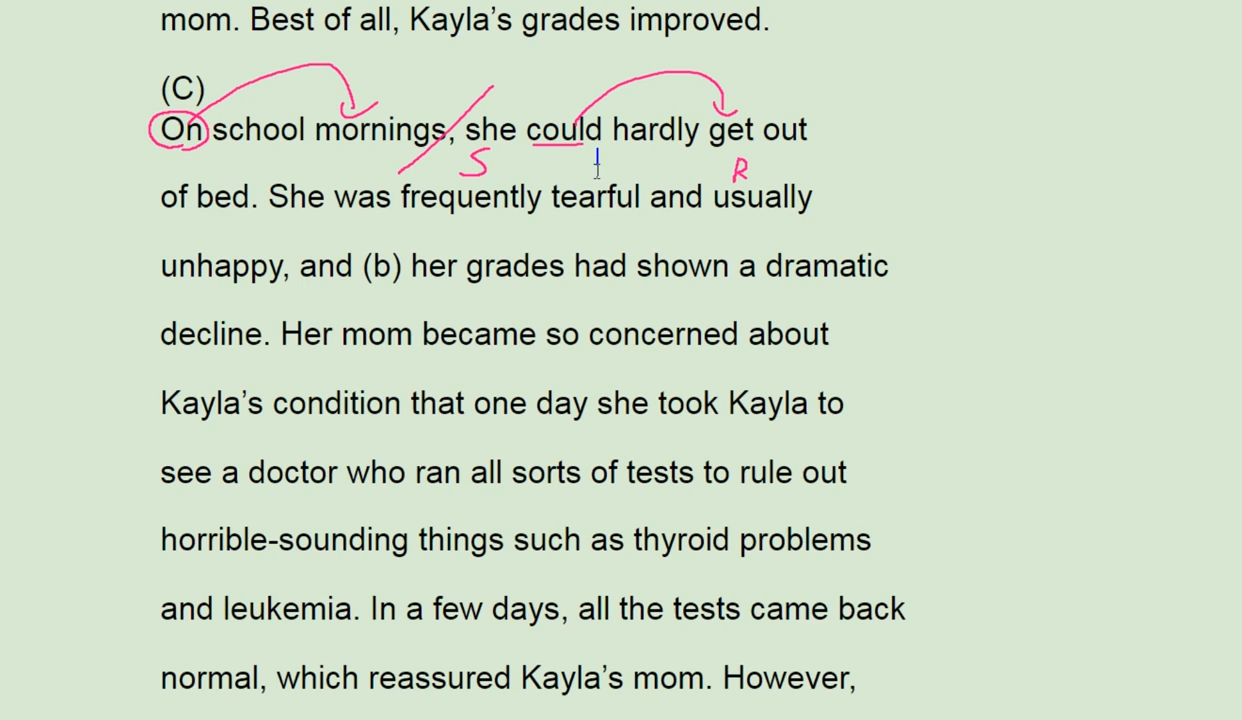 mom. Best of all, Kayla’s grades improved.
(C)
On school mornings, she could hardly get out
S
R
of bed. She was frequently tearful and usually
unhappy, and (b) her grades had shown a dramatic
decline. Her mom became so concerned about
Kayla’s condition that one day she took Kayla to
see a doctor who ran all sorts of tests to rule out
horrible-sounding things such as thyroid problems
and leukemia. In a few days, all the tests came back
normal, which reassured Kayla’s mom. However,